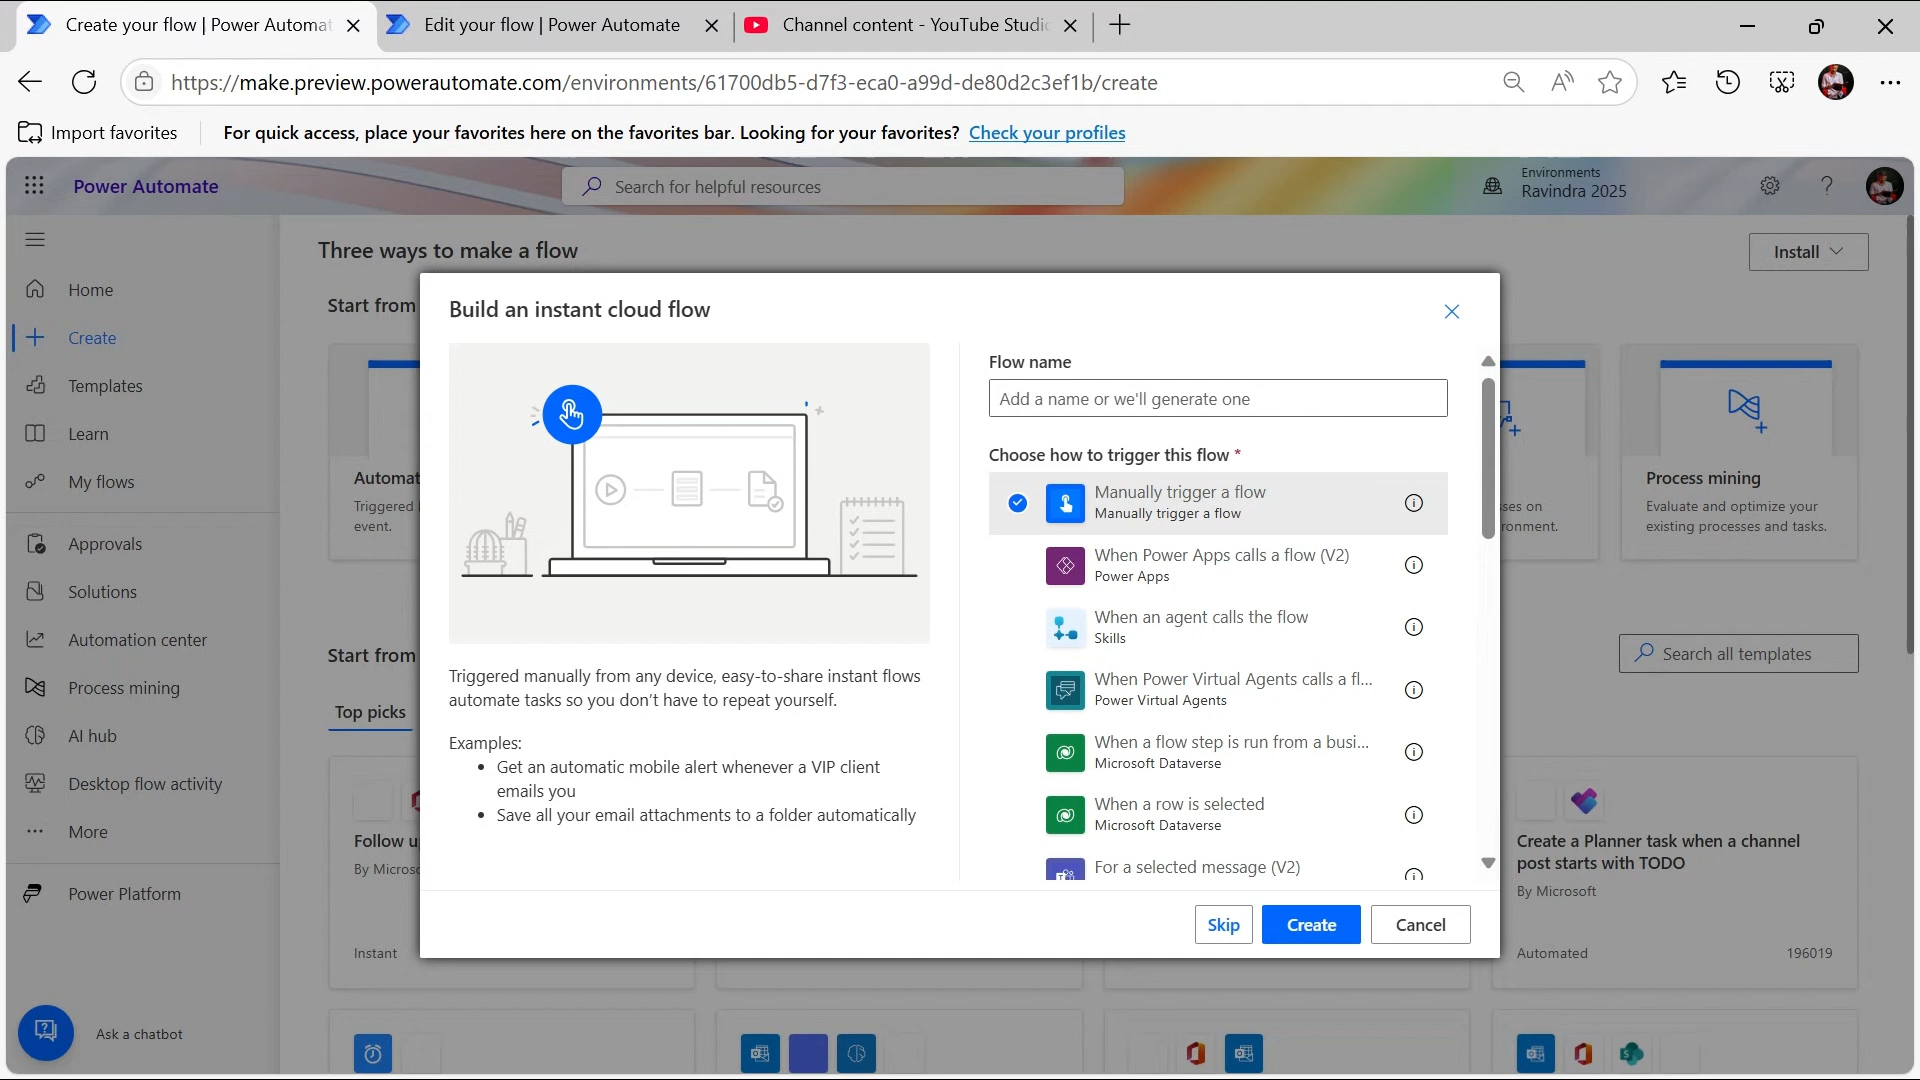 Create your flow | Power Automat
Edit your flow | Power Automate
Channel content - YouTube Studio
https://make.preview.powerautomate.com/environments/61700db5-d7f3-eca0-a99d-de80d2c3ef1b/create
Import favorites
For quick access, place your favorites here on the favorites bar. Looking for your favorites? Check your profiles
Power Automate
Search for helpful resources
Environments
Ravindra 2025
Home
Create
Templates
Learn
My flows
Approvals
Solutions
Automation center
Process mining
AI hub
Desktop flow activity
More
Power Platform
Ask a chatbot
Three ways to make a flow
Install
Start from
Automat
Triggered
event.
Process mining
Evaluate and optimize your
existing processes and tasks.
ses on
ronment.
Start from
Search all templates
Top picks
Follow u
By Microso
Instant
Create a Planner task when a channel
post starts with TODO
By Microsoft
Automated
196019
Build an instant cloud flow
Triggered manually from any device, easy-to-share instant flows
automate tasks so you don’t have to repeat yourself.
Examples:
• Get an automatic mobile alert whenever a VIP client
emails you
• Save all your email attachments to a folder automatically
Flow name
Add a name or we'll generate one
Choose how to trigger this flow *
Manually trigger a flow
Manually trigger a flow
When Power Apps calls a flow (V2)
Power Apps
When an agent calls the flow
Skills
When Power Virtual Agents calls a fl...
Power Virtual Agents
When a flow step is run from a busi...
Microsoft Dataverse
When a row is selected
Microsoft Dataverse
For a selected message (V2)
Skip
Create
Cancel